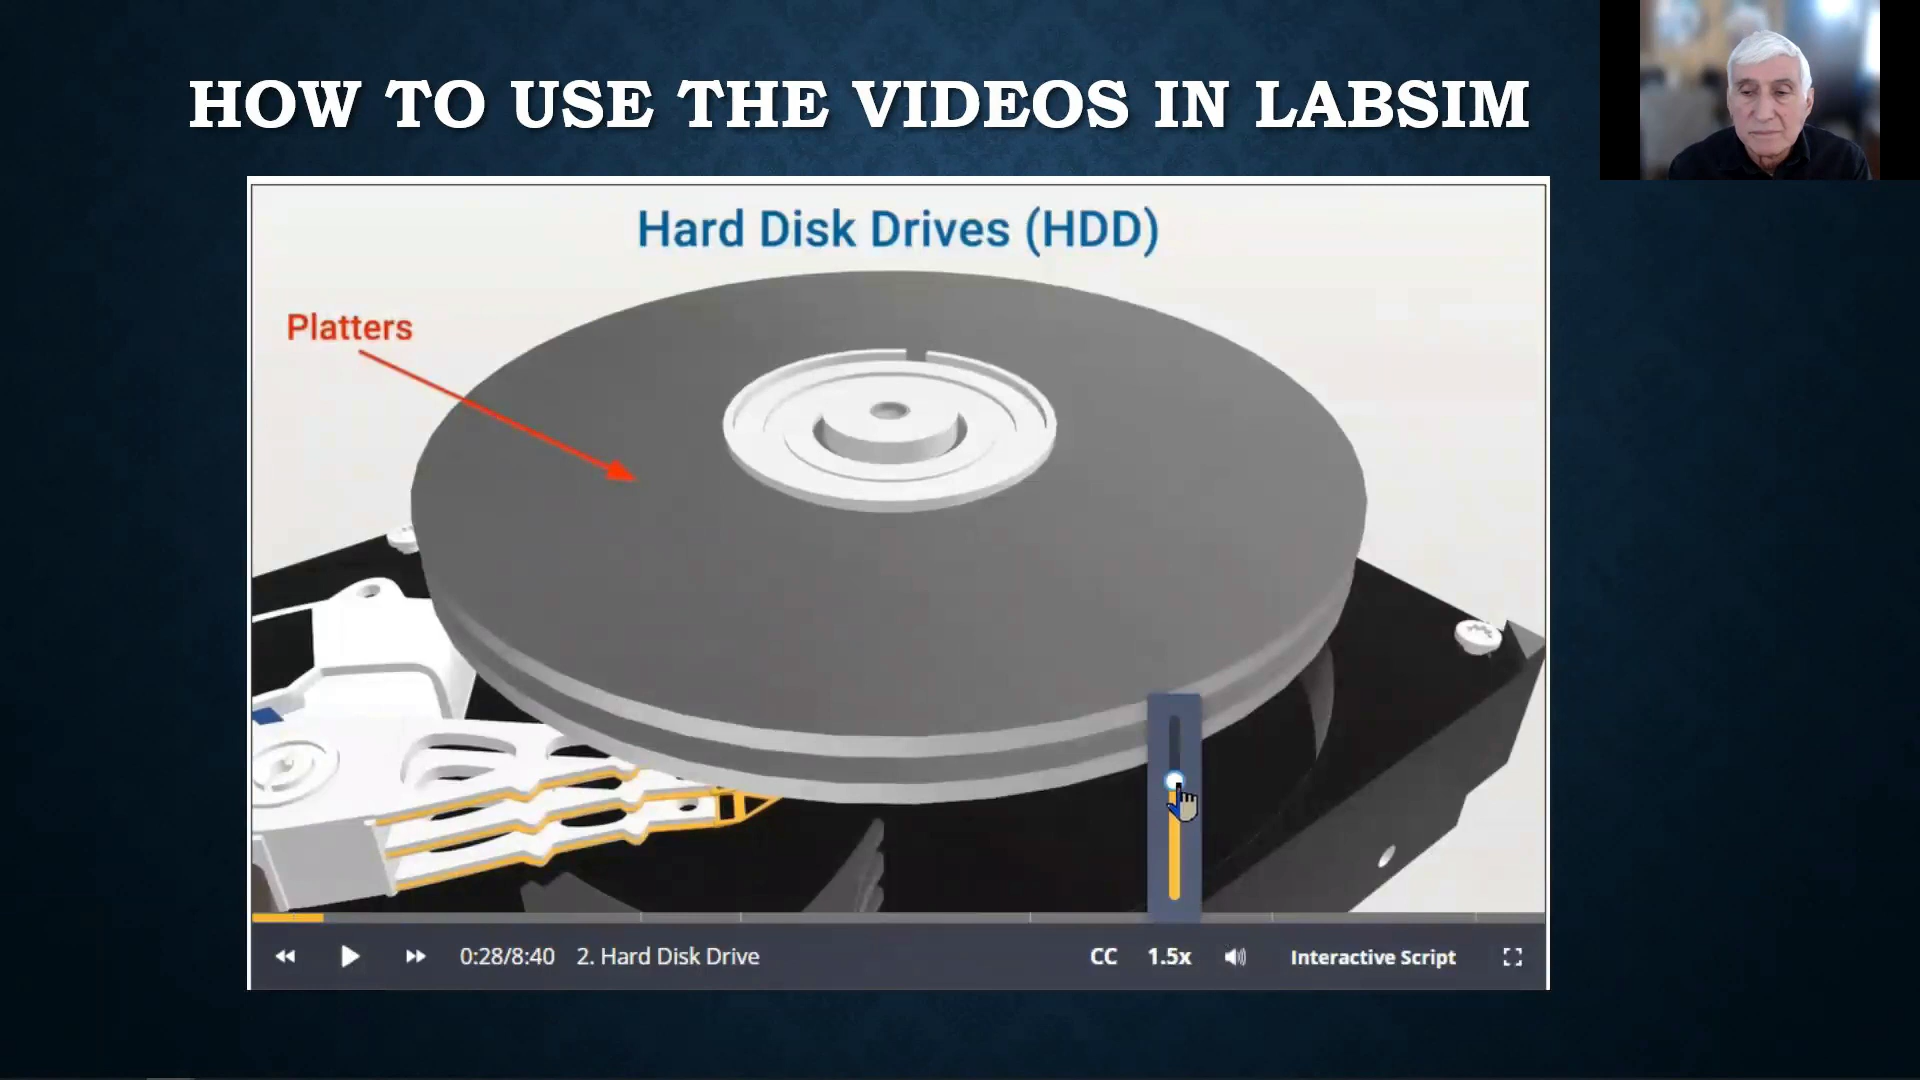 HOW TO USE THE VIDEOS IN LABSIM
Hard Disk Drives (HDD)
Platters
0:28/8:40 2. Hard Disk Drive CC 1.5x Interactive Script